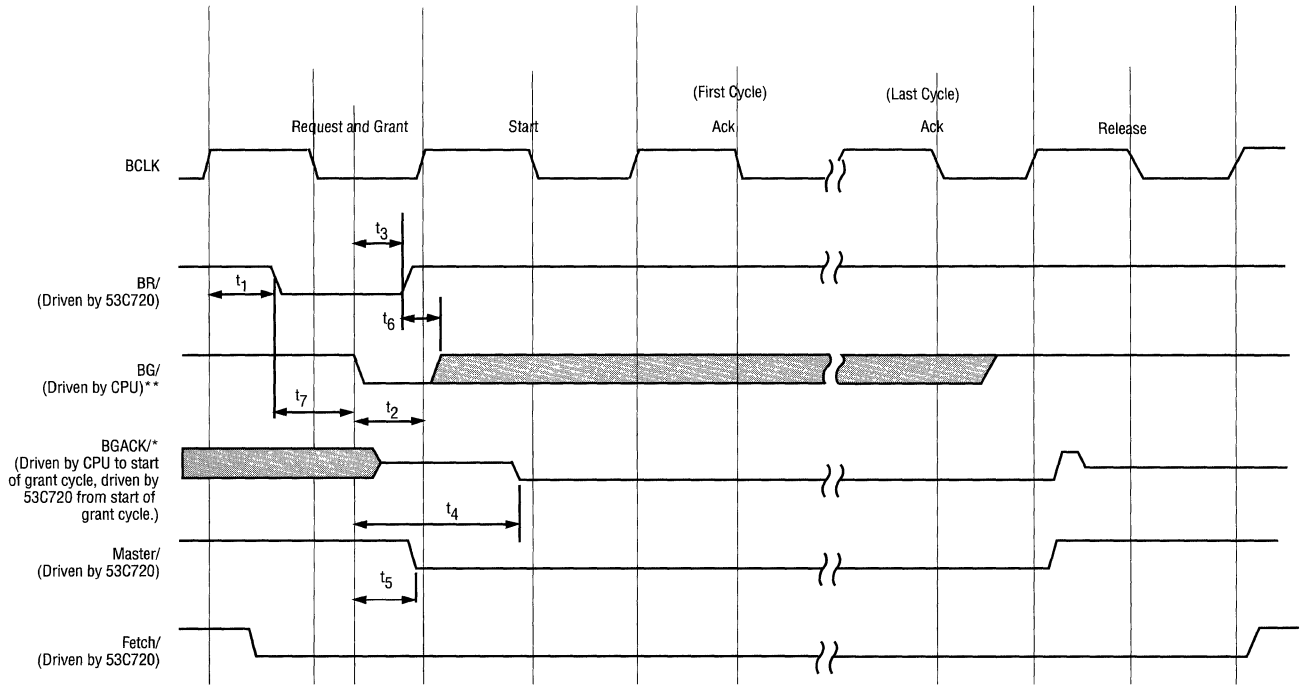 (First Cycle)
(Last Cycle)
Request and Grant
Start
Ack
Ack
Release
BCLK
t3
BR/
(Driven by 53C720)
t1
t6
BG/
(Driven by CPU)**
t7
t2
BGACK/*
(Driven by CPU to start
of grant cycle, driven by
53C720 from start of
grant cycle.)
t4
Master/
(Driven by 53C720)
t5
Fetch/
(Driven by 53C720)